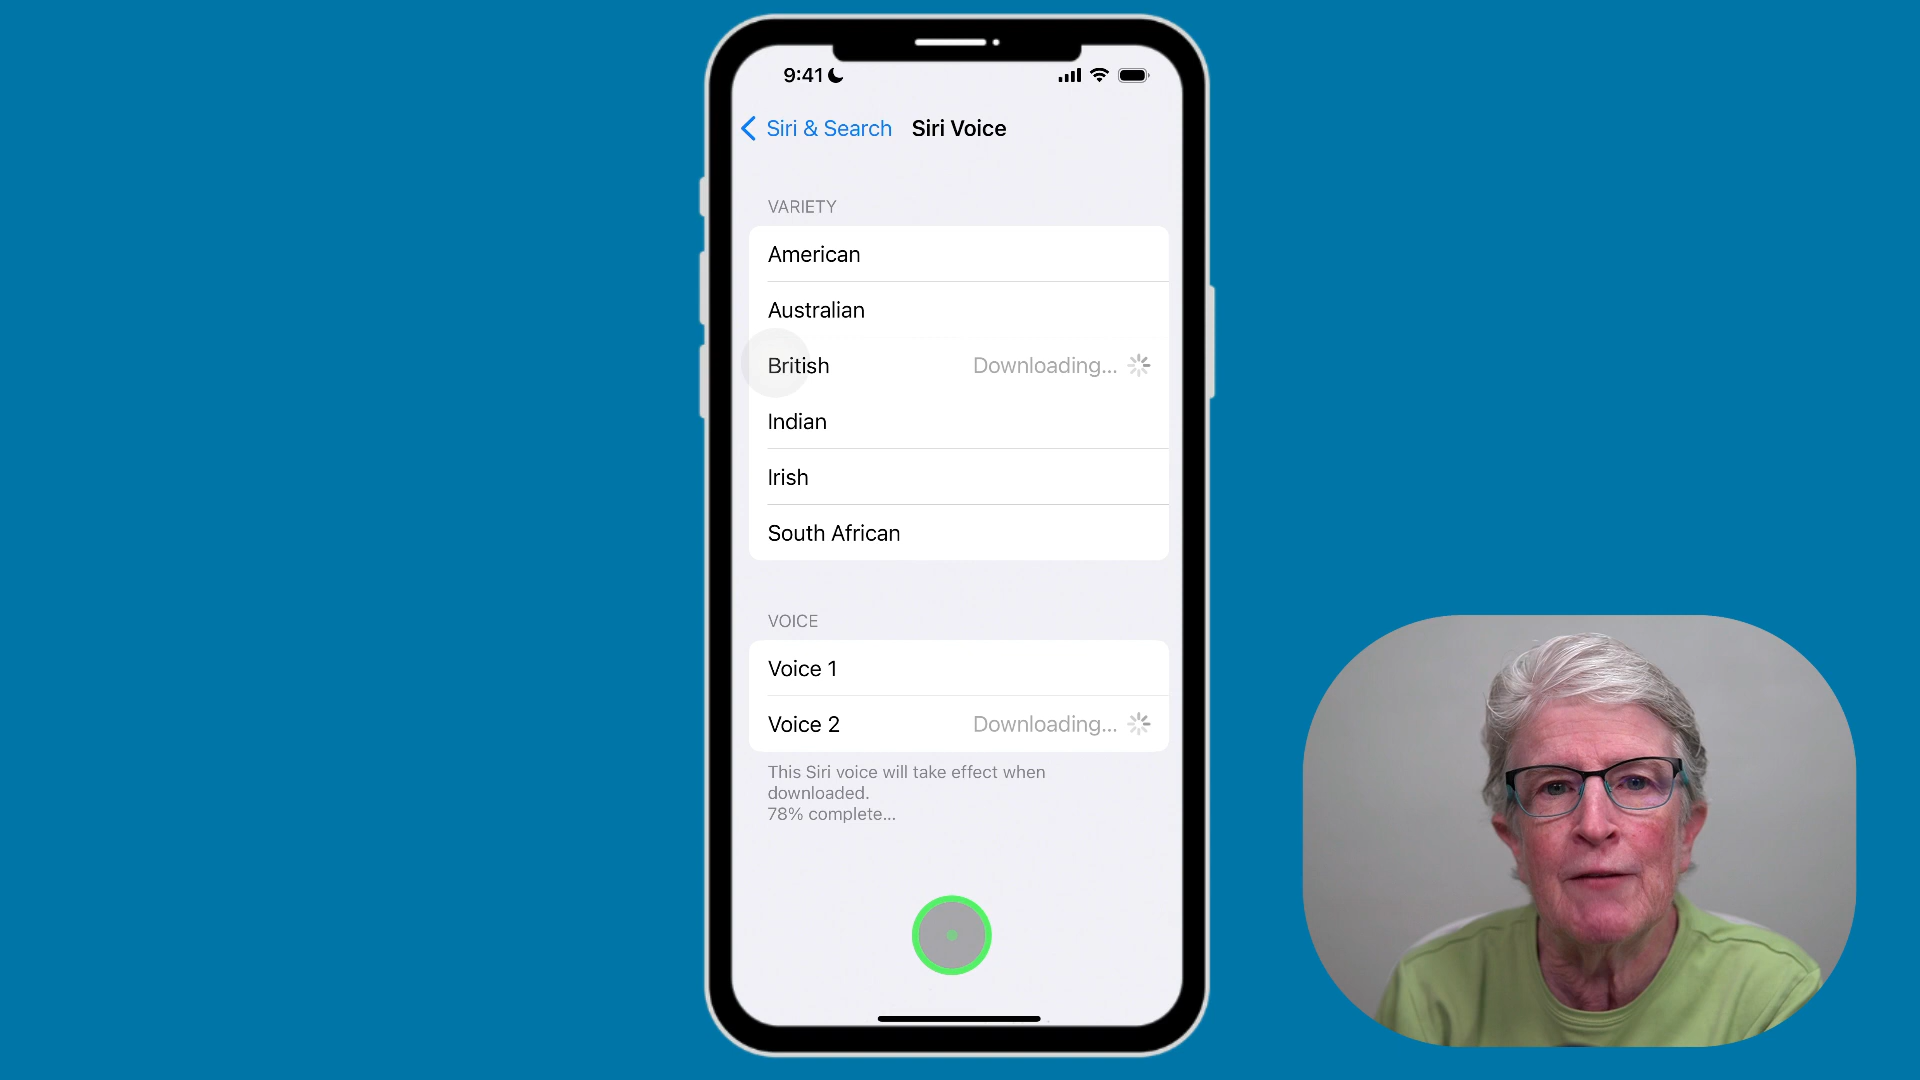 9:41
Siri & Search Siri Voice
VARIETY
American
Australian
British Downloading...
Indian
Irish
South African
VOICE
Voice 1
Voice 2 Downloading...
This Siri voice will take effect when
downloaded.
78% complete...